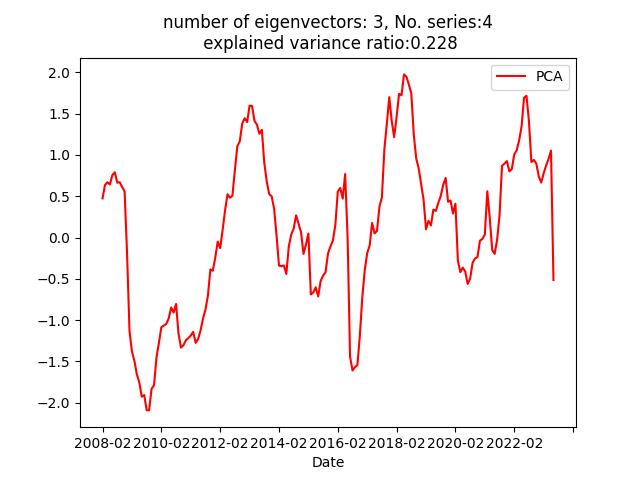 number of eigenvectors: 3, No. series:4
explained variance ratio:0.228
PCA
2.0
1.5
1.0
0.5
0.0
−0.5
−1.0
−1.5
−2.0
2008-02 2010-02 2012-02 2014-02 2016-02 2018-02 2020-02 2022-02
Date